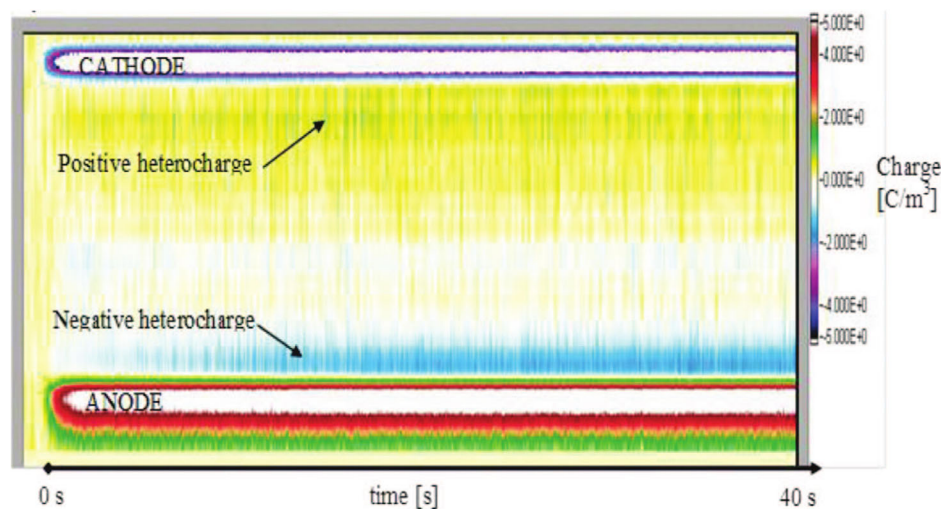 CATHODE
Positive heterocharge
Negative heterocharge
ANODE
0 s
time [s]
40 s
5.000E+0
-4.000E+0
-2.000E+0
-0.000E+0
--2.000E+0
--4.000E+0
-5.000E+0
Charge
[C/m³]